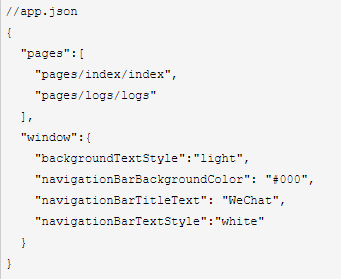 //app.json
{
  "pages":[
    "pages/index/index",
    "pages/logs/logs"
  ],
  "window":{
    "backgroundTextStyle":"light",
    "navigationBarBackgroundColor": "#000",
    "navigationBarTitleText": "WeChat",
    "navigationBarTextStyle":"white"
  }
}